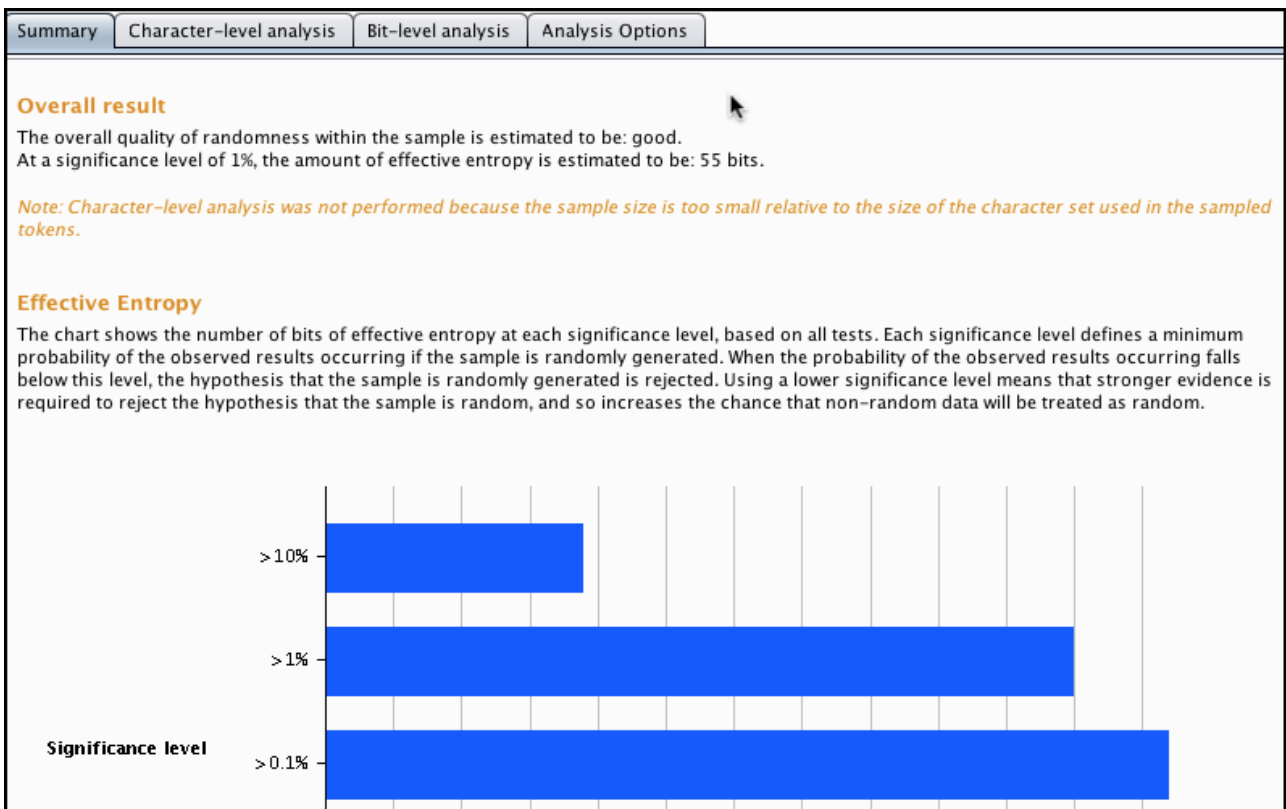 Summary
Character-level analysis
Bit-level analysis
Analysis Options
Overall result
The overall quality of randomness within the sample is estimated to be: good.
At a significance level of 1%, the amount of effective entropy is estimated to be: 55 bits.
Note: Character-level analysis was not performed because the sample size is too small relative to the size of the character set used in the sampled
tokens.
Effective Entropy
The chart shows the number of bits of effective entropy at each significance level, based on all tests. Each significance level defines a minimum
probability of the observed results occurring if the sample is randomly generated. When the probability of the observed results occurring falls
below this level, the hypothesis that the sample is randomly generated is rejected. Using a lower significance level means that stronger evidence is
required to reject the hypothesis that the sample is random, and so increases the chance that non-random data will be treated as random.
>10%
>1%
Significance level
>0.1%